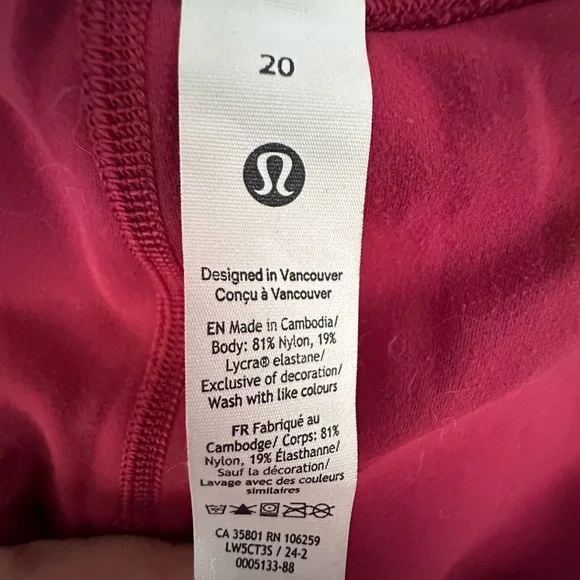 20
Designed in Vancouver
Conçu à Vancouver
EN Made in Cambodia/
Body: 81% Nylon, 19%
Lycra® elastane/
Exclusive of decoration/
Wash with like colours
FR Fabriqué au
Cambodge/ Corps: 81%
Nylon, 19% Élasthanne/
Sauf la décoration/
Lavage avec des couleurs
similaires
CA 35801 RN 106259
LW5CT3S / 24-2
0005133-88